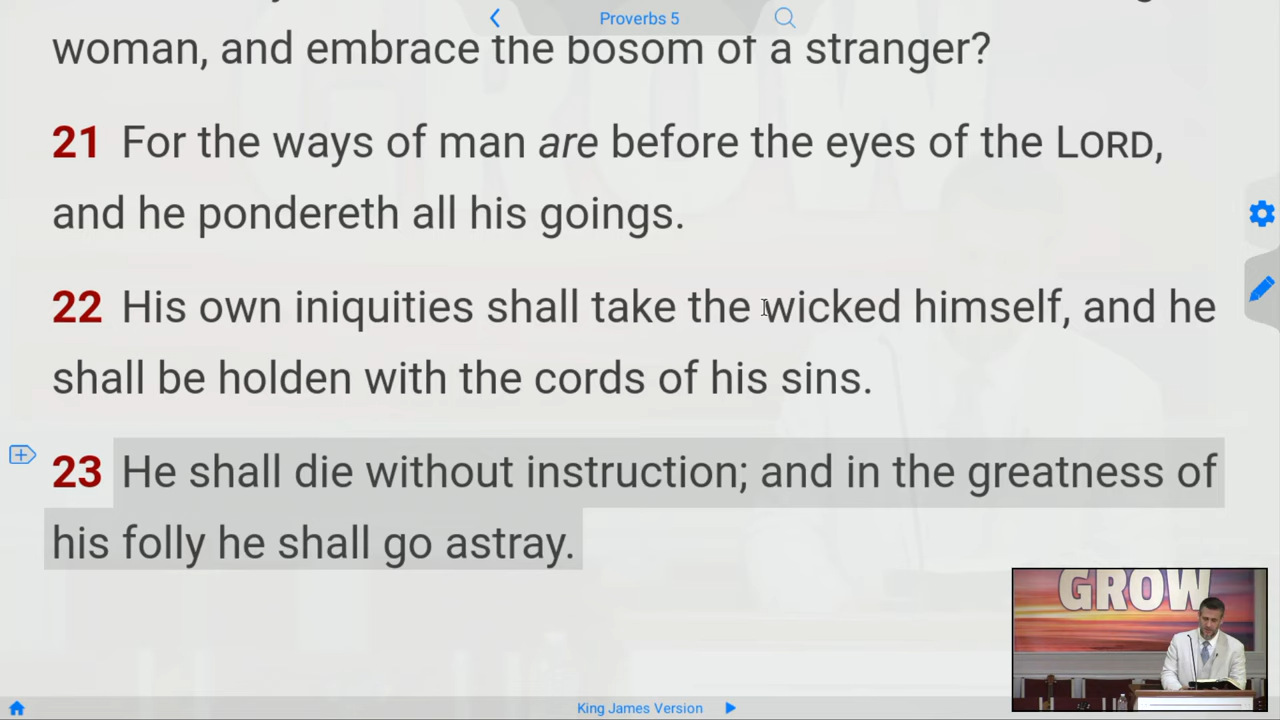 Proverbs 5
woman, and embrace the bosom of a stranger?
21 For the ways of man are before the eyes of the LORD,
and he pondereth all his goings.
22 His own iniquities shall take the wicked himself, and he
shall be holden with the cords of his sins.
23 He shall die without instruction; and in the greatness of
his folly he shall go astray.
GROW
King James Version